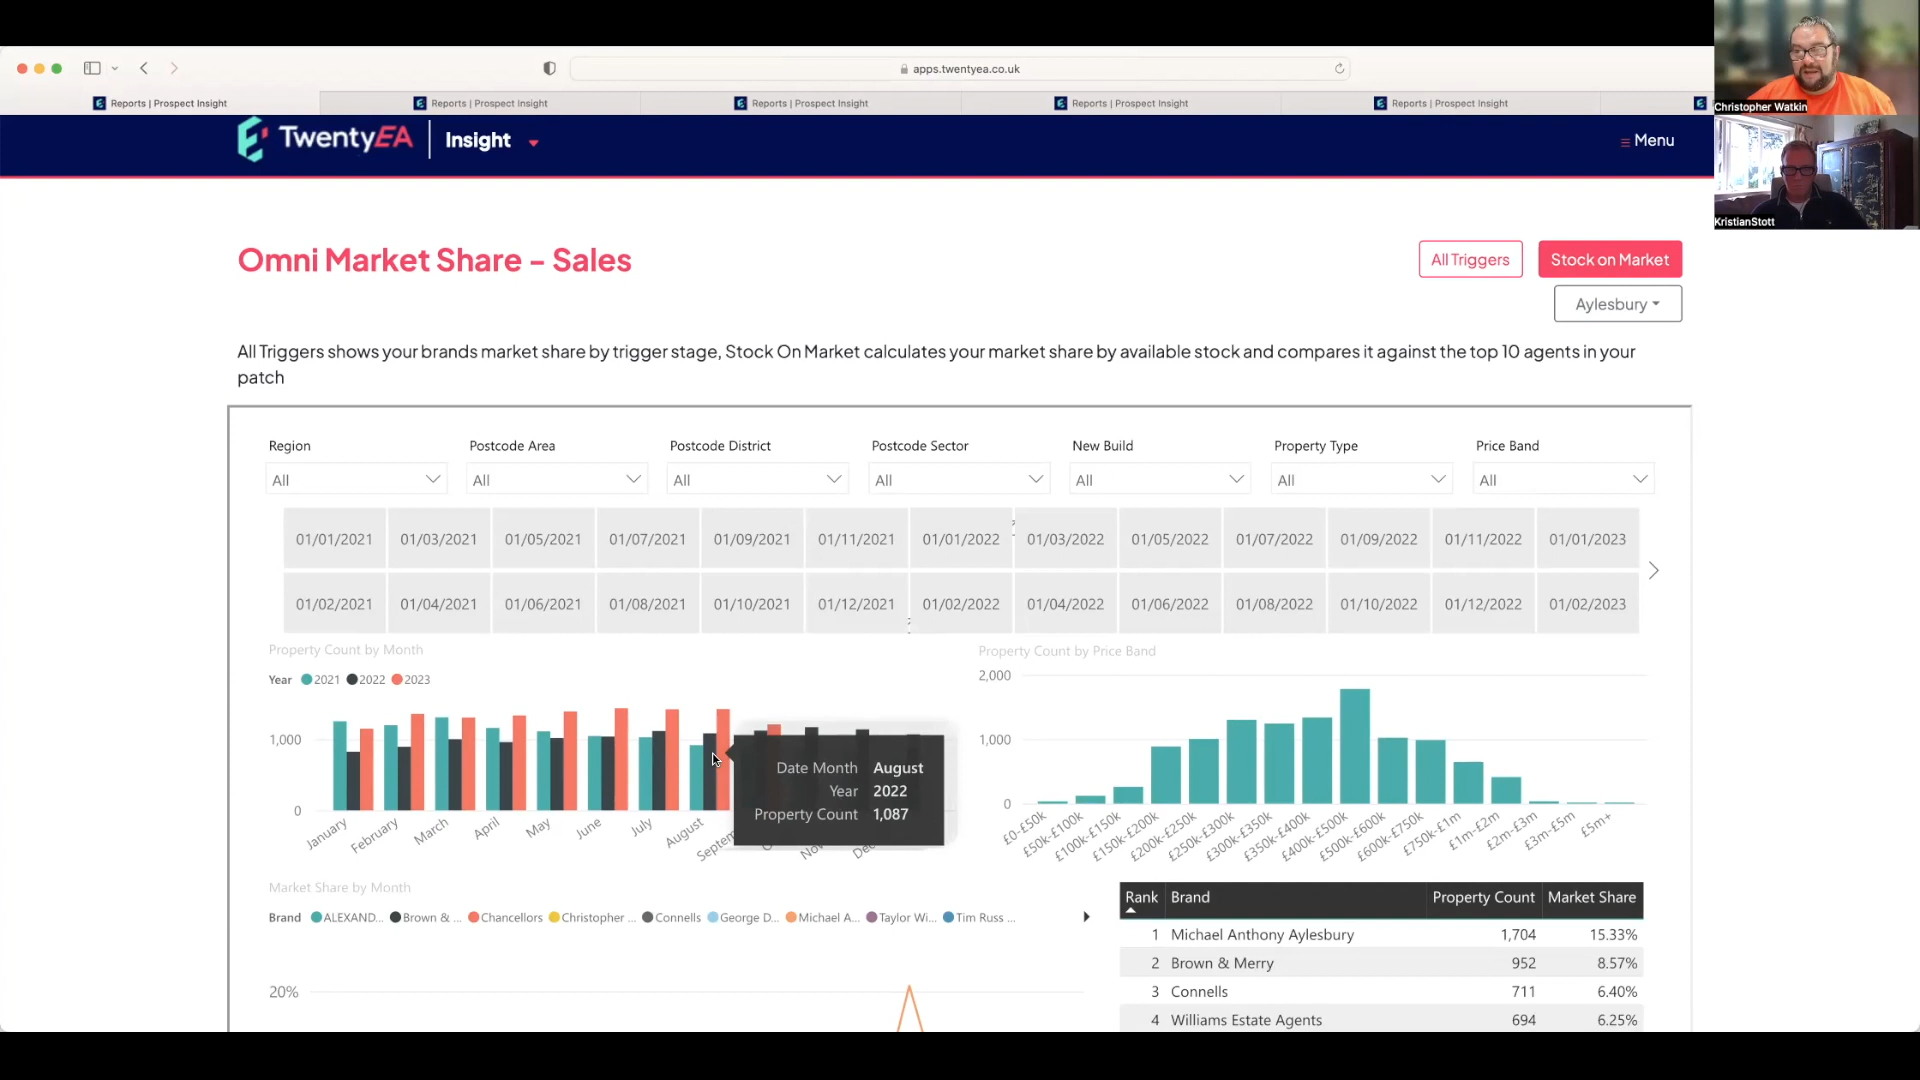 Christopher Watkin
KristianStott
apps.twentyea.co.uk
Reports | Prospect Insight
Reports | Prospect Insight
Reports | Prospect Insight
Reports | Prospect Insight
Reports | Prospect Insight
TwentyEA Insight
Menu
Omni Market Share – Sales
All Triggers
Stock on Market
Aylesbury
All Triggers shows your brands market share by trigger stage, Stock On Market calculates your market share by available stock and compares it against the top 10 agents in your
patch
Region Postcode Area Postcode District Postcode Sector New Build Property Type Price Band
All All All All All All All
01/01/2021 01/03/2021 01/05/2021 01/07/2021 01/09/2021 01/11/2021 01/01/2022 01/03/2022 01/05/2022 01/07/2022 01/09/2022 01/11/2022 01/01/2023
01/02/2021 01/04/2021 01/06/2021 01/08/2021 01/10/2021 01/12/2021 01/02/2022 01/04/2022 01/06/2022 01/08/2022 01/10/2022 01/12/2022 01/02/2023
Property Count by Month
Year 2021 2022 2023
1,000
0
January February March April May June July August Septem
Date Month August
Year 2022
Property Count 1,087
Property Count by Price Band
2,000
1,000
0
£0-£50k £50k-£100k £100k-£150k £150k-£200k £200k-£250k £250k-£300k £300k-£350k £350k-£400k £400k-£500k £500k-£600k £600k-£750k £750k-£1m £1m-£2m £2m-£3m £3m-£5m £5m+
Market Share by Month
Brand ALEXAND... Brown & ... Chancellors Christopher ... Connells George D... Michael A... Taylor Wi... Tim Russ ...
20%
Rank Brand Property Count Market Share
1 Michael Anthony Aylesbury 1,704 15.33%
2 Brown & Merry 952 8.57%
3 Connells 711 6.40%
4 Williams Estate Agents 694 6.25%